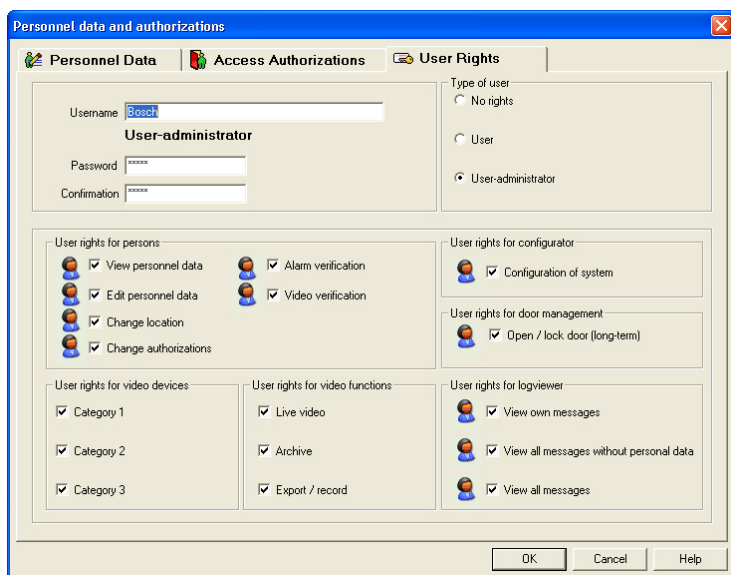 Personnel data and authorizations
Personnel Data
Access Authorizations
User Rights
Username
Bosch
User-administrator
Password
*****
Confirmation
*****
Type of user
No rights
User
User-administrator
User rights for persons
View personnel data
Alarm verification
Edit personnel data
Video verification
Change location
Change authorizations
User rights for configurator
Configuration of system
User rights for door management
Open / lock door (long-term)
User rights for video devices
Category 1
Category 2
Category 3
User rights for video functions
Live video
Archive
Export / record
User rights for logviewer
View own messages
View all messages without personal data
View all messages
OK
Cancel
Help